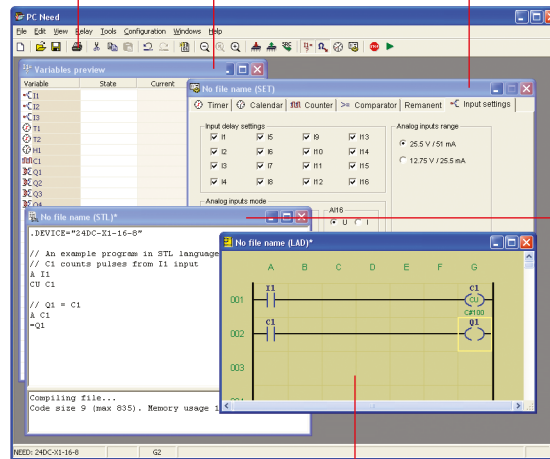 PC Need
File Edit View Relay Tools Configuration Windows Help
Variables preview
Variable State Current
I1
I2
I3
T1
T2
H1
C1
Q1
Q2
Q3
Q4
No file name (SET)
Timer Calendar Counter >= Comparator Remanent Input settings
Input delay settings
I1 I5 I9 I13
I2 I6 I10 I14
I3 I7 I11 I15
I4 I8 I12 I16
Analog inputs range
25.5 V / 51 mA
12.75 V / 25.5 mA
Analog inputs mode
AI16
U I
No file name (STL)*
.DEVICE="24DC-X1-16-8"
// An example program in STL language
// C1 counts pulses from I1 input
A I1
CU C1
// Q1 = C1
A C1
=Q1
Compiling file...
Code size 9 (max 835). Memory usage 1
No file name (LAD)*
A B C D E F G
I1 C1
001 CU
C#100
C1 Q1
002
003
004
NEED: 24DC-X1-16-8 G2